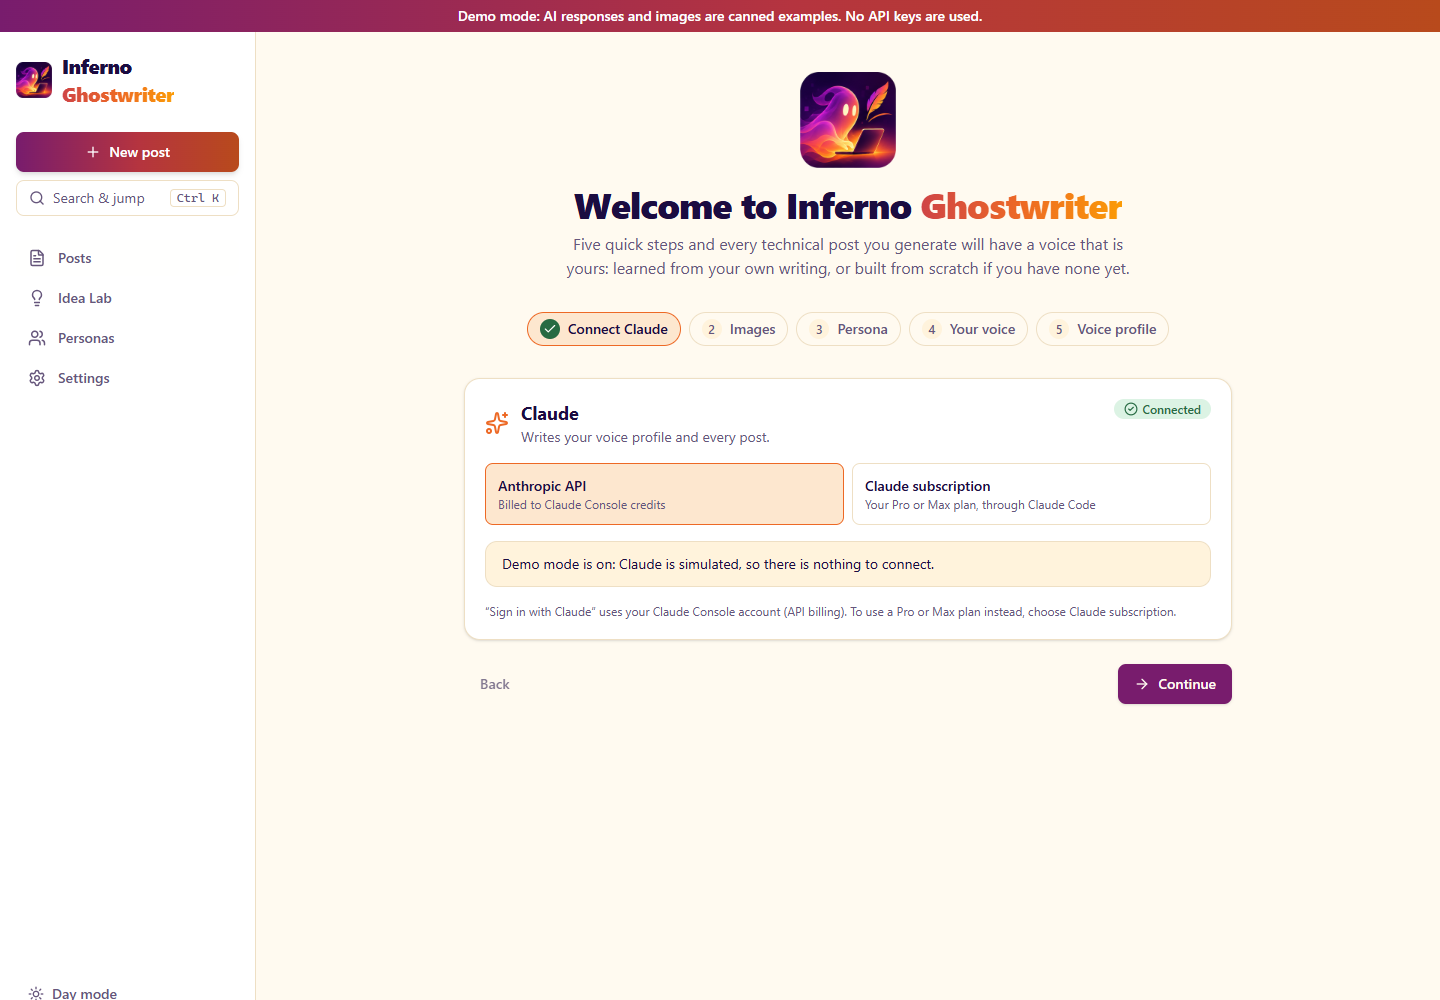 Demo mode: AI responses and images are canned examples. No API keys are used.
Inferno
Ghostwriter
New post
Search & jump
Ctrl K
Posts
Idea Lab
Personas
Settings
Day mode
Welcome to Inferno Ghostwriter
Five quick steps and every technical post you generate will have a voice that is
yours: learned from your own writing, or built from scratch if you have none yet.
Connect Claude
2 Images
3 Persona
4 Your voice
5 Voice profile
Claude
Connected
Writes your voice profile and every post.
Anthropic API
Billed to Claude Console credits
Claude subscription
Your Pro or Max plan, through Claude Code
Demo mode is on: Claude is simulated, so there is nothing to connect.
“Sign in with Claude” uses your Claude Console account (API billing). To use a Pro or Max plan instead, choose Claude subscription.
Back
Continue